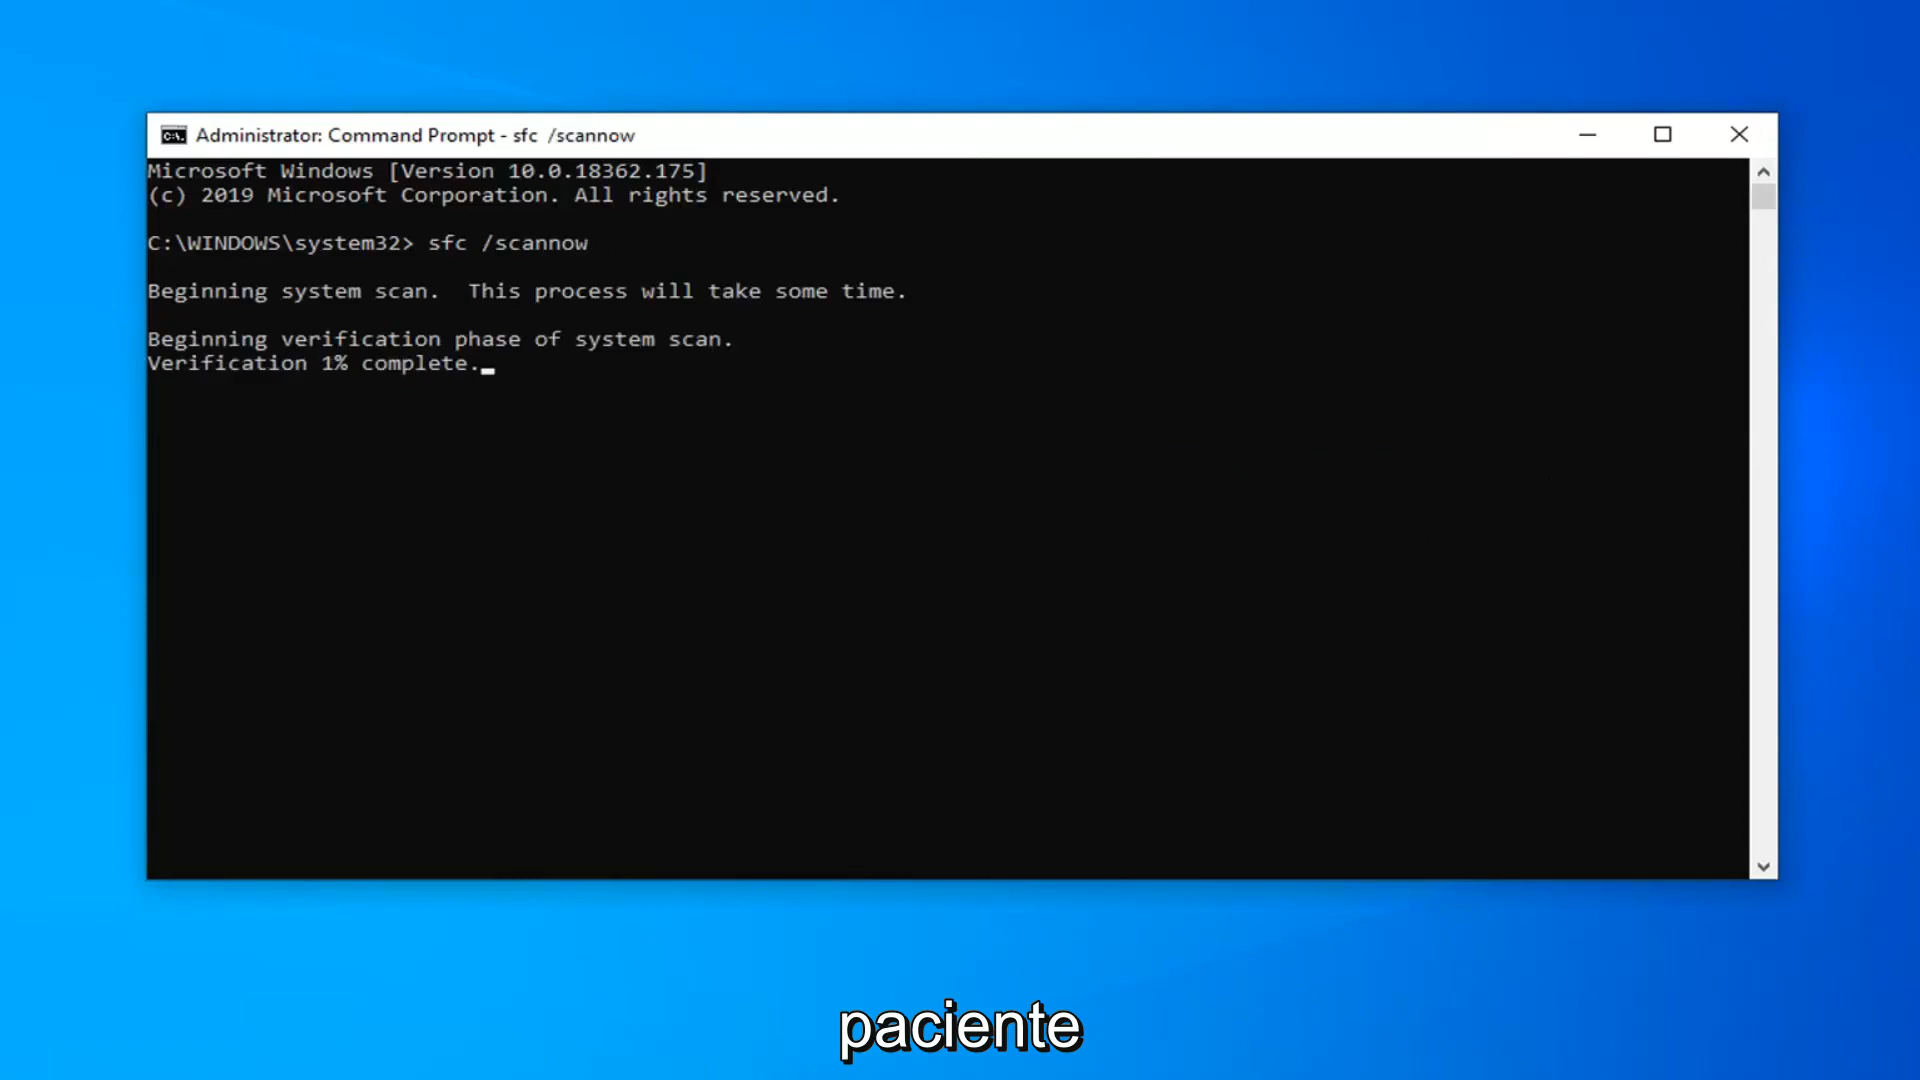 Administrator: Command Prompt - sfc  /scannow
Microsoft Windows [Version 10.0.18362.175]
(c) 2019 Microsoft Corporation. All rights reserved.
C:\WINDOWS\system32> sfc /scannow
Beginning system scan.  This process will take some time.
Beginning verification phase of system scan.
Verification 1% complete.
paciente